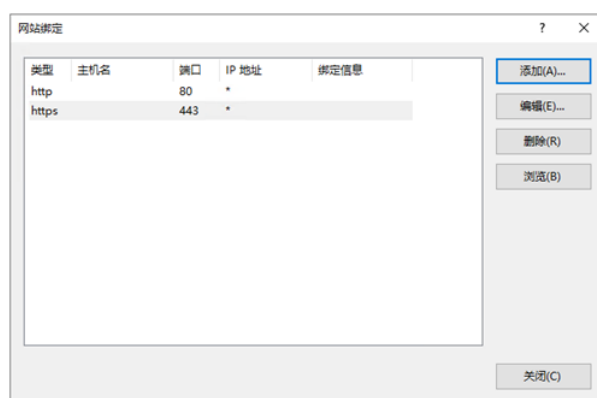 网站绑定 ? ×
类型 主机名 端口 IP 地址 绑定信息
http 80 *
https 443 *
添加(A)...
编辑(E)...
删除(R)
浏览(B)
关闭(C)